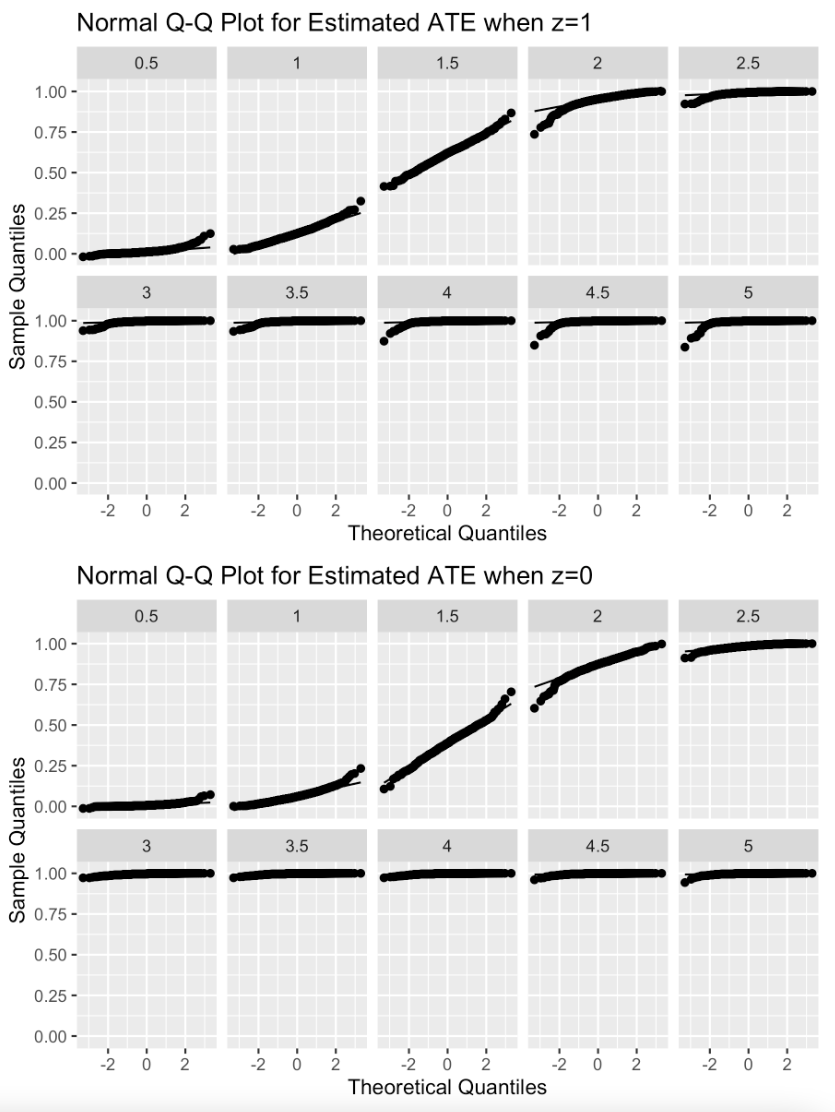 Normal Q-Q Plot for Estimated ATE when z=1
0.5 1 1.5 2 2.5
1.00
0.75
0.50
0.25
0.00
3 3.5 4 4.5 5
1.00
0.75
0.50
0.25
0.00
Sample Quantiles
-2 0 2 -2 0 2 -2 0 2 -2 0 2 -2 0 2
Theoretical Quantiles
Normal Q-Q Plot for Estimated ATE when z=0
0.5 1 1.5 2 2.5
1.00
0.75
0.50
0.25
0.00
3 3.5 4 4.5 5
1.00
0.75
0.50
0.25
0.00
Sample Quantiles
-2 0 2 -2 0 2 -2 0 2 -2 0 2 -2 0 2
Theoretical Quantiles